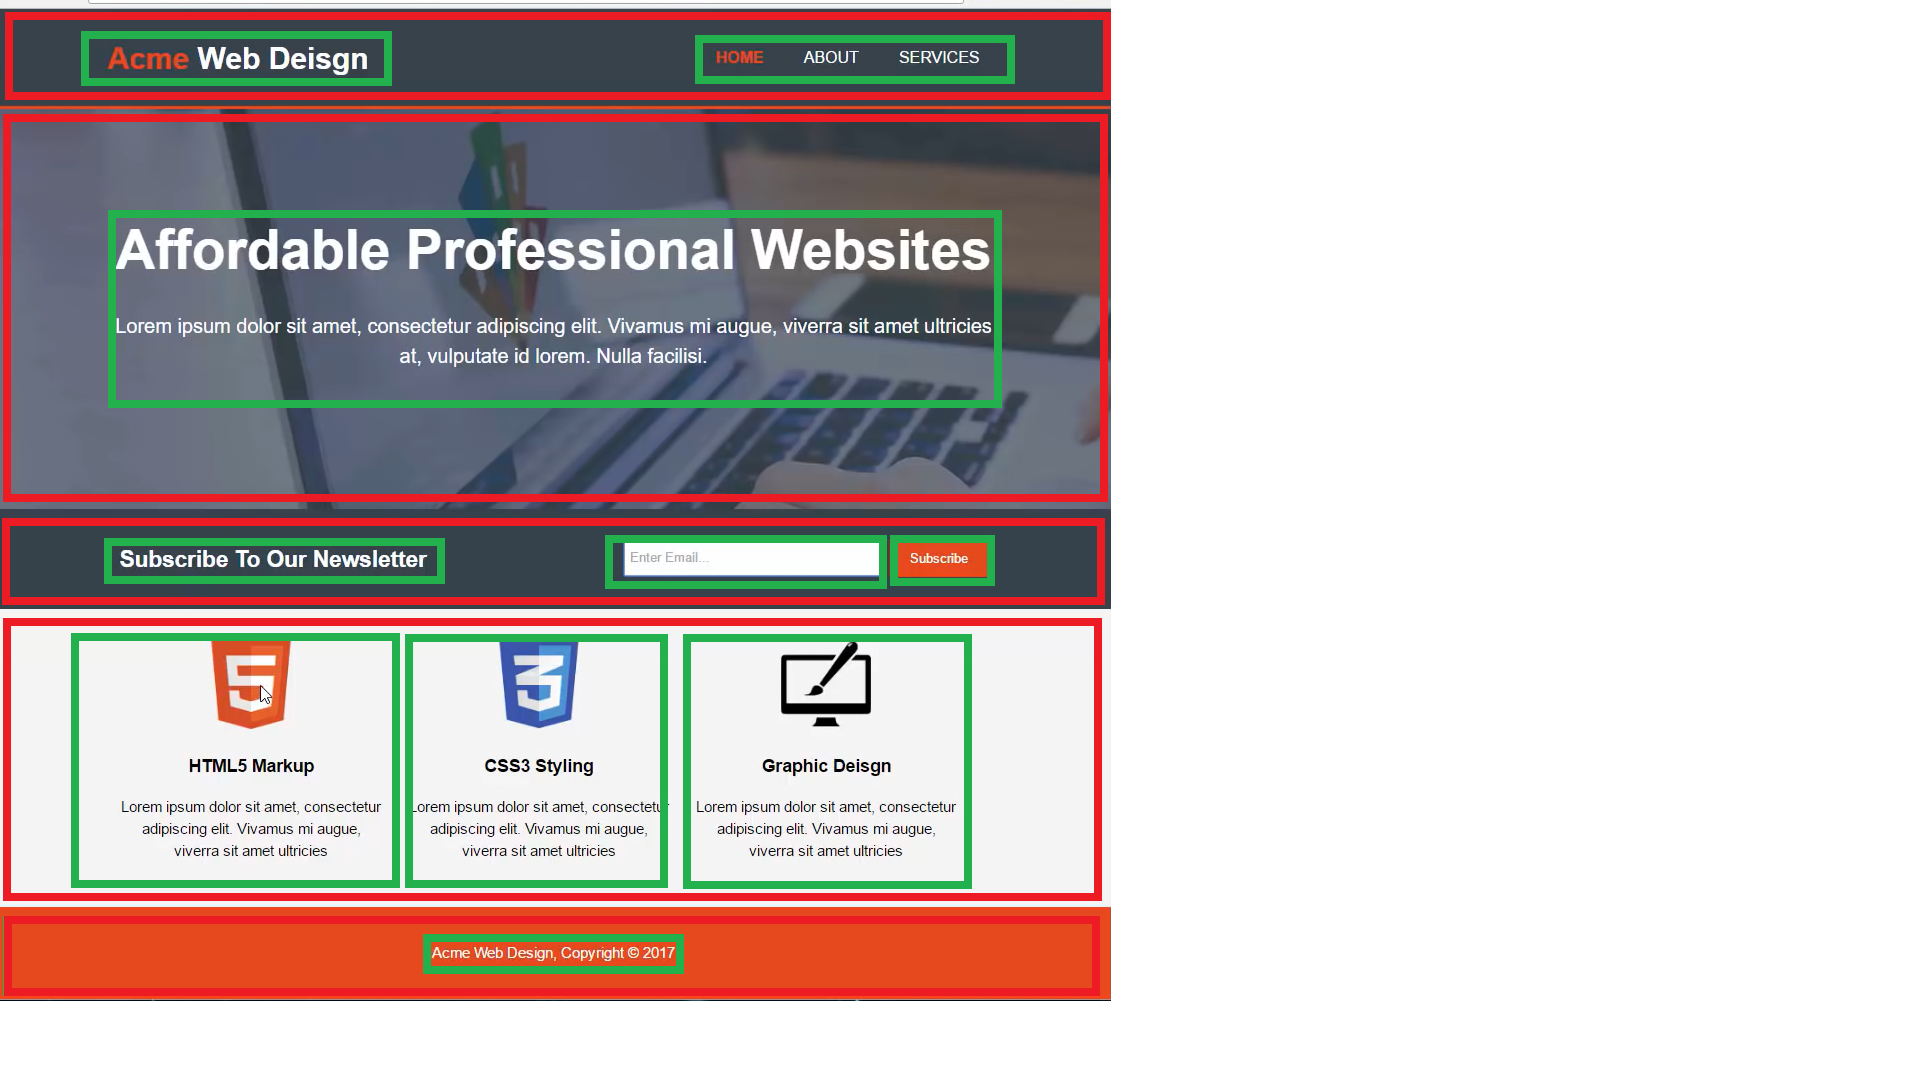 Acme Web Deisgn
HOME ABOUT SERVICES
Affordable Professional Websites
Lorem ipsum dolor sit amet, consectetur adipiscing elit. Vivamus mi augue, viverra sit amet ultricies
at, vulputate id lorem. Nulla facilisi.
Subscribe To Our Newsletter
Enter Email...
Subscribe
HTML5 Markup
Lorem ipsum dolor sit amet, consectetur
adipiscing elit. Vivamus mi augue,
viverra sit amet ultricies
CSS3 Styling
Lorem ipsum dolor sit amet, consectetur
adipiscing elit. Vivamus mi augue,
viverra sit amet ultricies
Graphic Deisgn
Lorem ipsum dolor sit amet, consectetur
adipiscing elit. Vivamus mi augue,
viverra sit amet ultricies
Acme Web Design, Copyright © 2017